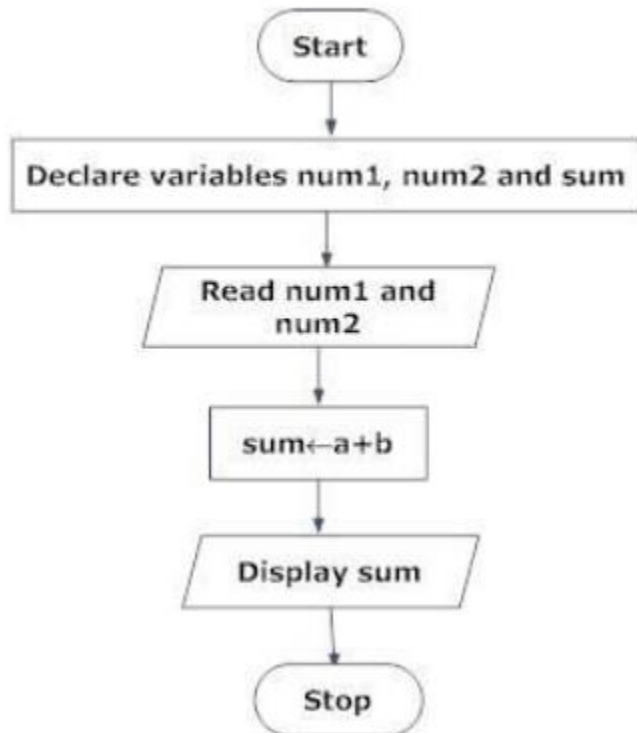 Start
Declare variables num1, num2 and sum
Read num1 and
num2
sum←a+b
Display sum
Stop